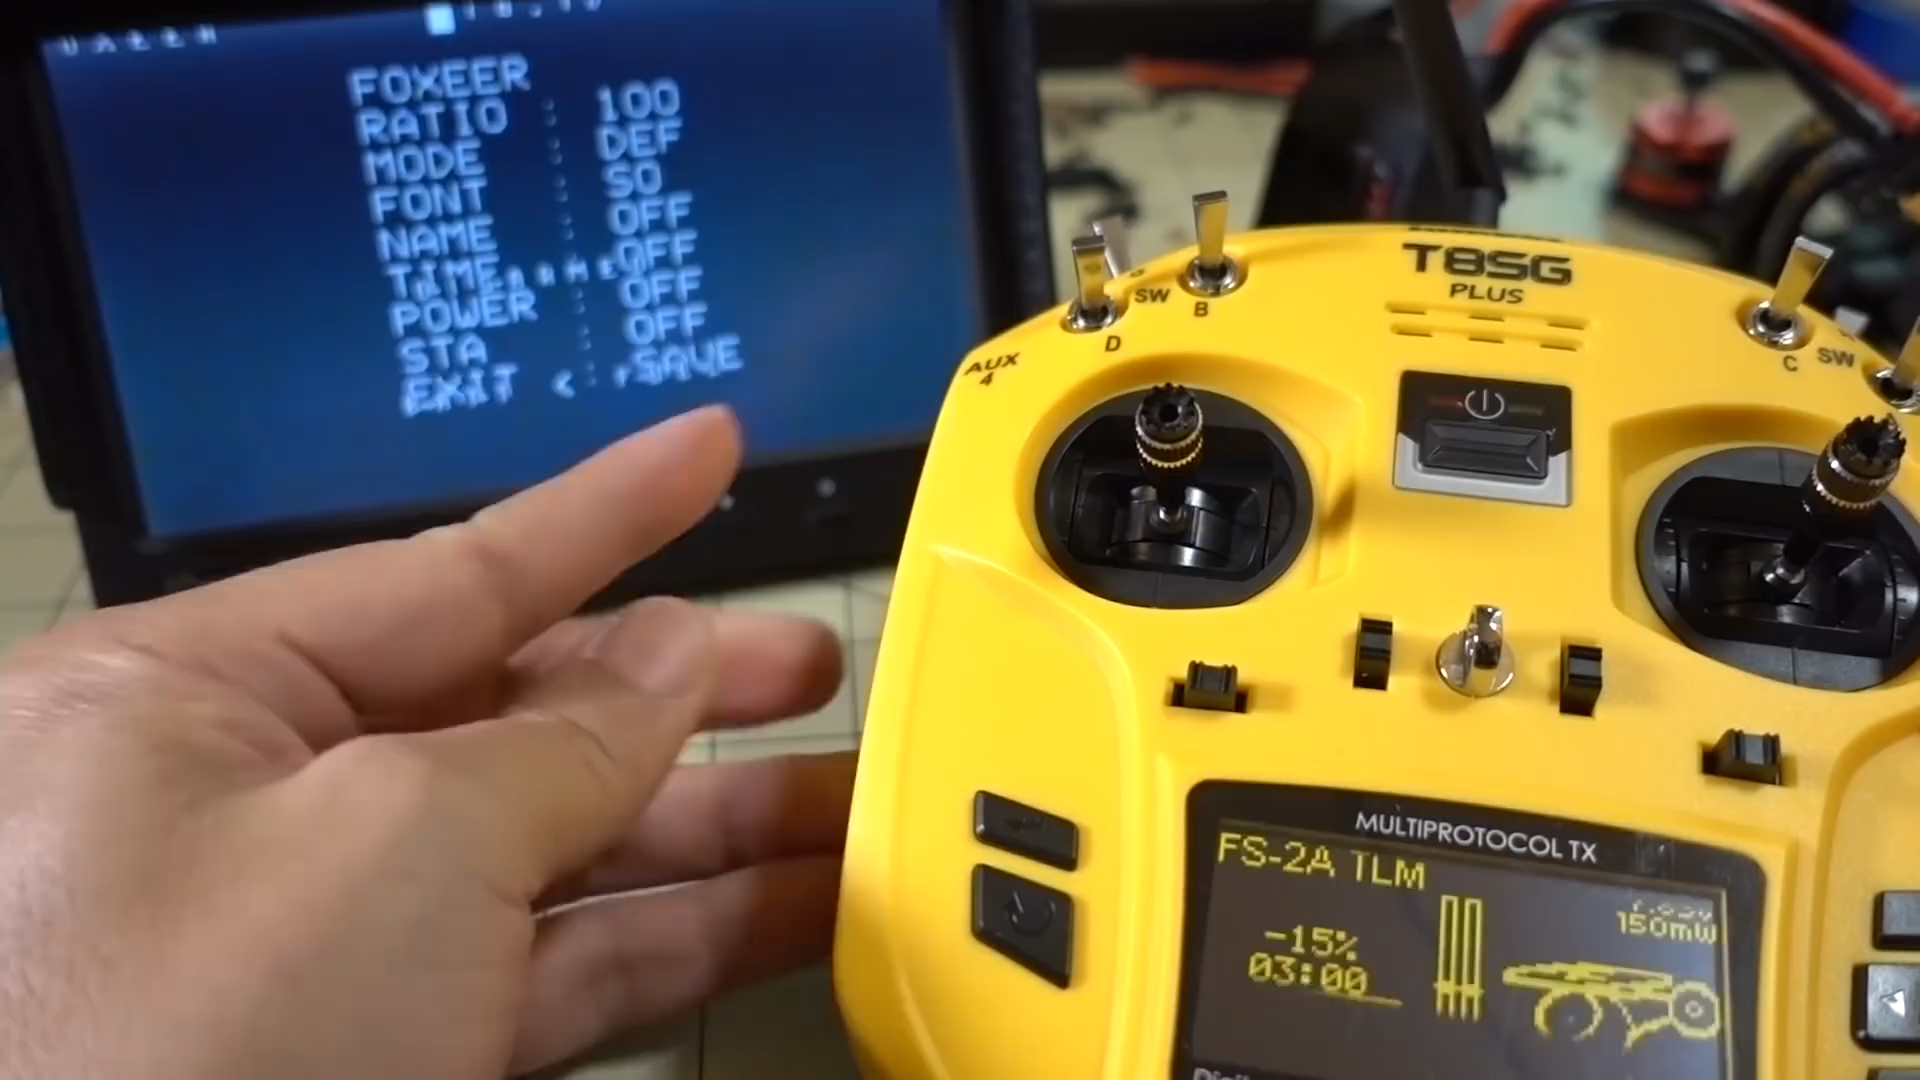 FOXEER
RATIO : 100
MODE : DEF
FONT : SO
NAME : OFF
TIME : OFF
POWER : OFF
STA : OFF
EXIT < : SAVE
T8SG
PLUS
SW
B
D
AUX
4
C
SW
MULTIPROTOCOL TX
FS-2A TLM
150mW
-15%
03:00